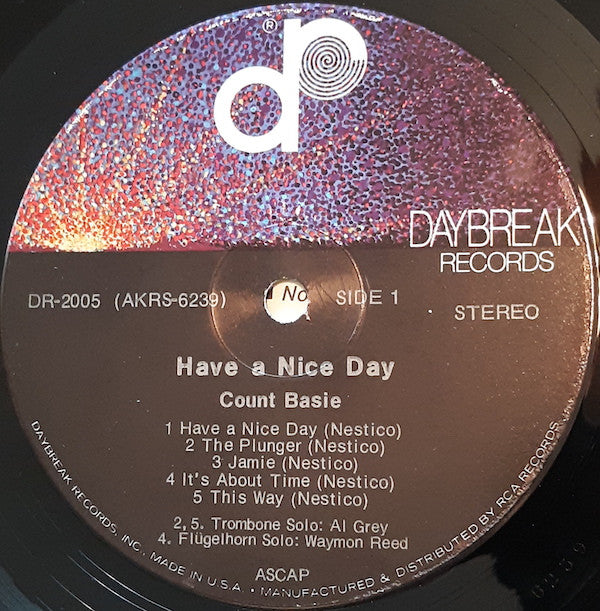 dp®
DAYBREAK
RECORDS
DR-2005 (AKRS-6239)
No
SIDE 1
STEREO
Have a Nice Day
Count Basie
1 Have a Nice Day (Nestico)
2 The Plunger (Nestico)
3 Jamie (Nestico)
4 It's About Time (Nestico)
5 This Way (Nestico)
2, 5. Trombone Solo: Al Grey
4. Flügelhorn Solo: Waymon Reed
ASCAP
DAYBREAK RECORDS, INC., MADE IN U.S.A. • MANUFACTURED & DISTRIBUTED BY RCA RECORDS
6239